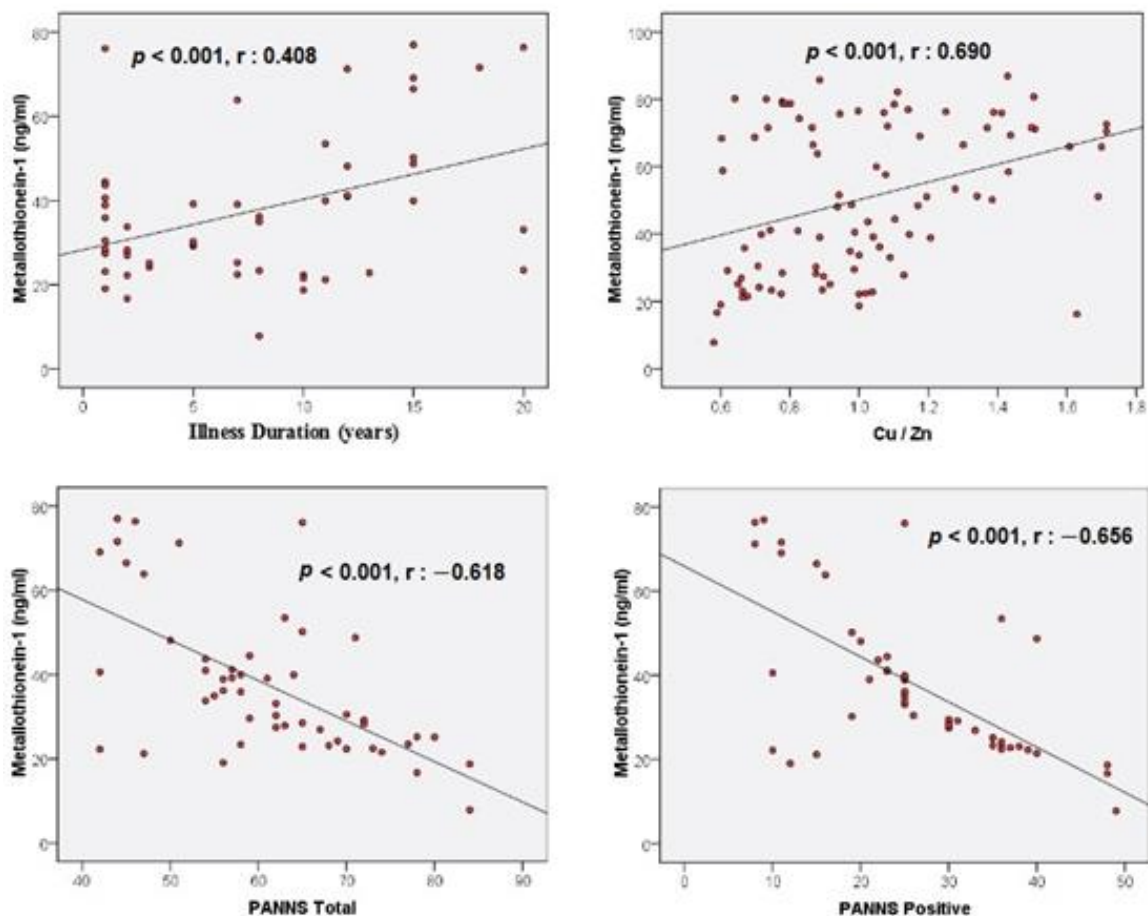 Metallothionein-1 (ng/ml)
80
60
40
20
0
p < 0.001, r : 0.408
0 5 10 15 20
Illness Duration (years)
Metallothionein-1 (ng/ml)
100
80
60
40
20
0
p < 0.001, r : 0.690
0.6 0.8 1.0 1.2 1.4 1.6 1.8
Cu / Zn
Metallothionein-1 (ng/ml)
80
60
40
20
0
p < 0.001, r : −0.618
40 50 60 70 80 90
PANNS Total
Metallothionein-1 (ng/ml)
80
60
40
20
0
p < 0.001, r : −0.656
0 10 20 30 40 50
PANNS Positive